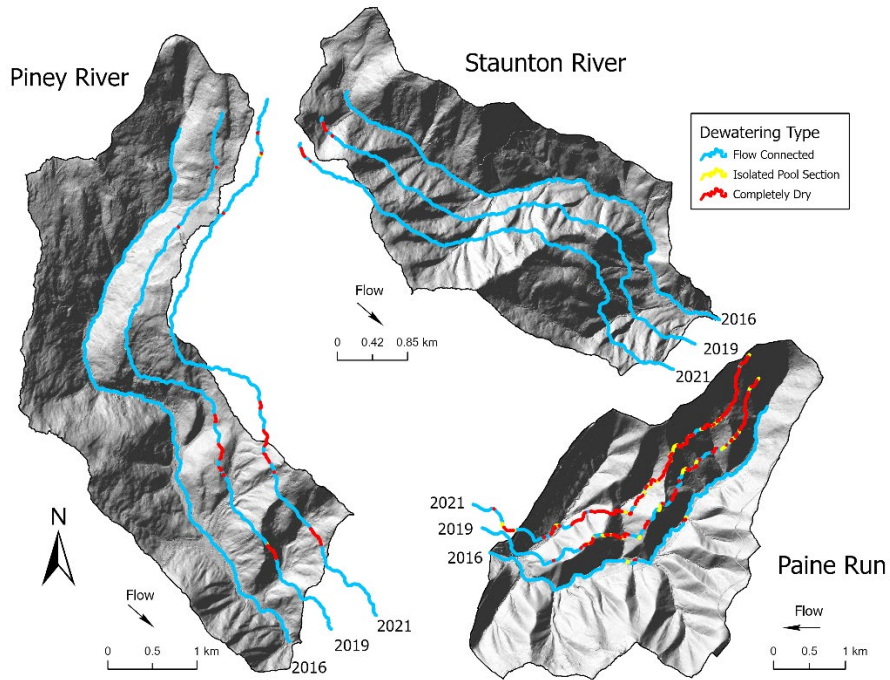 Piney River
Staunton River
Dewatering Type
Flow Connected
Isolated Pool Section
Completely Dry
Flow
0 0.42 0.85 km
2016
2019
2021
N
Flow
0 0.5 1 km
2021
2019
2016
2021
2019
2016
Paine Run
Flow
0 0.5 1 km